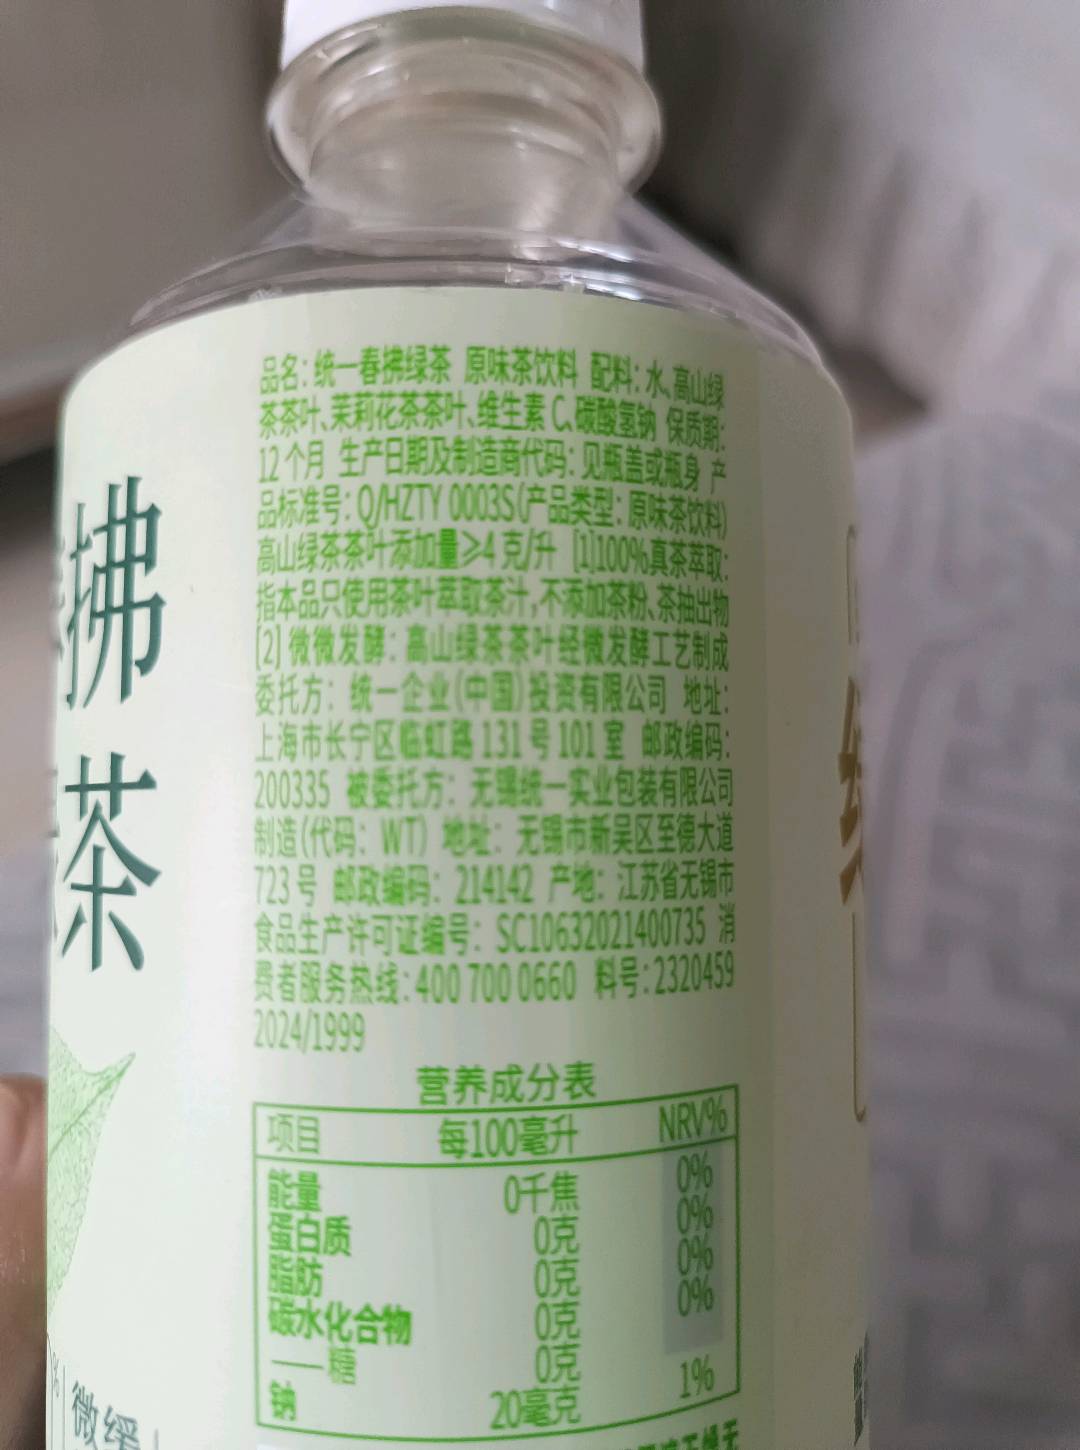 品名：统一春拂绿茶 原味茶饮料 配料：水、高山绿
茶茶叶、茉莉花茶茶叶、维生素 C、碳酸氢钠 保质期：
12 个月 生产日期及制造商代码：见瓶盖或瓶身 产
品标准号：Q/HZTY 0003S(产品类型：原味茶饮料)
高山绿茶茶叶添加量≥4 克/升 [1]100%真茶萃取：
指本品只使用茶叶萃取茶汁,不添加茶粉、茶抽出物
[2] 微微发酵：高山绿茶茶叶经微发酵工艺制成
委托方：统一企业(中国)投资有限公司 地址：
上海市长宁区临虹路 131 号 101 室 邮政编码：
200335 被委托方：无锡统一实业包装有限公司
制造(代码：WT) 地址：无锡市新吴区至德大道
723 号 邮政编码：214142 产地：江苏省无锡市
食品生产许可证编号：SC10632021400735 消
费者服务热线：400 700 0660 料号：2320459
2024/1999
营养成分表
项目 每100毫升 NRV%
能量 0千焦 0%
蛋白质 0克 0%
脂肪 0克 0%
碳水化合物 0克 0%
——糖 0克
钠 20毫克 1%
拂
茶
微缓